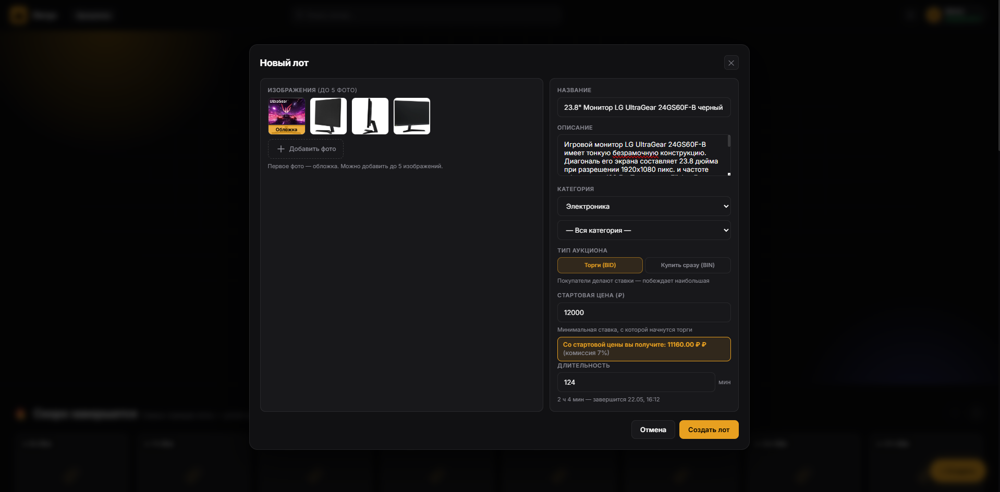 Новый лот
ИЗОБРАЖЕНИЯ (ДО 5 ФОТО)
UltraGear
Обложка
Добавить фото
Первое фото — обложка. Можно добавить до 5 изображений.
НАЗВАНИЕ
23.8" Монитор LG UltraGear 24GS60F-B черный
ОПИСАНИЕ
Игровой монитор LG UltraGear 24GS60F-B
имеет тонкую безрамочную конструкцию.
Диагональ его экрана составляет 23.8 дюйма
при разрешении 1920x1080 пикс. и частоте
КАТЕГОРИЯ
Электроника
— Вся категория —
ТИП АУКЦИОНА
Торги (BID)
Купить сразу (BIN)
Покупатели делают ставки — побеждает наибольшая
СТАРТОВАЯ ЦЕНА (₽)
12000
Минимальная ставка, с которой начнутся торги
Со стартовой цены вы получите: 11160.00 ₽ ₽
(комиссия 7%)
ДЛИТЕЛЬНОСТЬ
124
мин
2 ч 4 мин — завершится 22.05, 16:12
Отмена
Создать лот